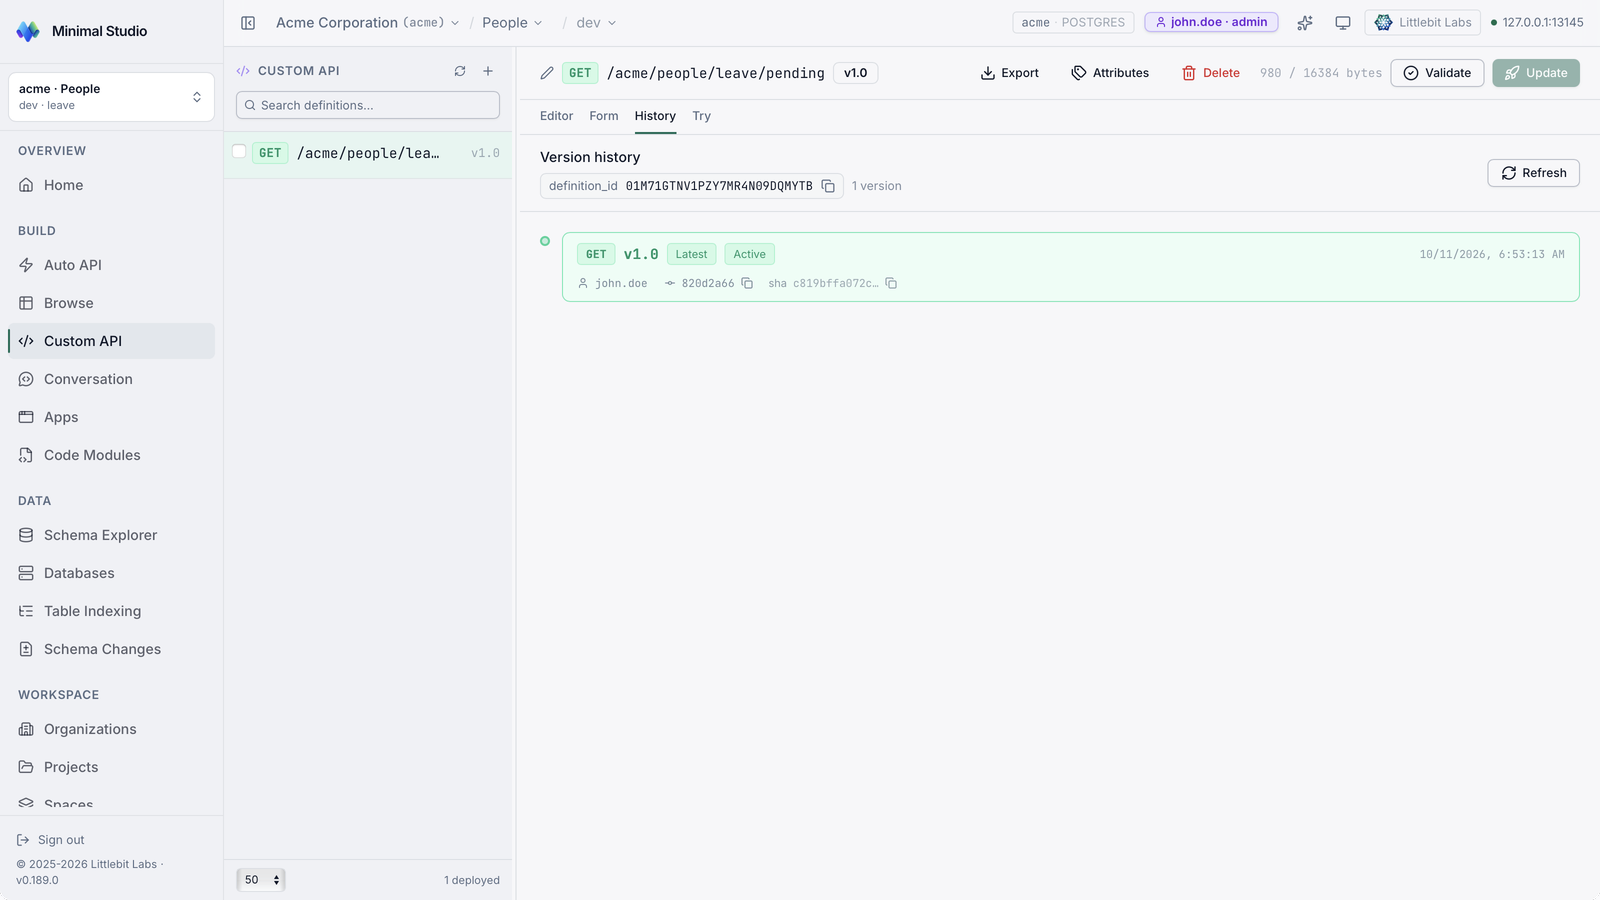 Minimal Studio
acme · People
dev · leave
OVERVIEW
Home
BUILD
Auto API
Browse
Custom API
Conversation
Apps
Code Modules
DATA
Schema Explorer
Databases
Table Indexing
Schema Changes
WORKSPACE
Organizations
Projects
Spaces
Sign out
© 2025-2026 Littlebit Labs ·
v0.189.0
Acme Corporation (acme) / People / dev
acme · POSTGRES
john.doe · admin
Littlebit Labs
127.0.0.1:13145
CUSTOM API
Search definitions...
GET /acme/people/lea… v1.0
50
1 deployed
GET /acme/people/leave/pending v1.0
Export
Attributes
Delete
980 / 16384 bytes
Validate
Update
Editor Form History Try
Version history
definition_id 01M71GTNV1PZY7MR4N09DQMYTB 1 version
Refresh
GET v1.0 Latest Active 10/11/2026, 6:53:13 AM
john.doe 820d2a66 sha c819bffa072c…